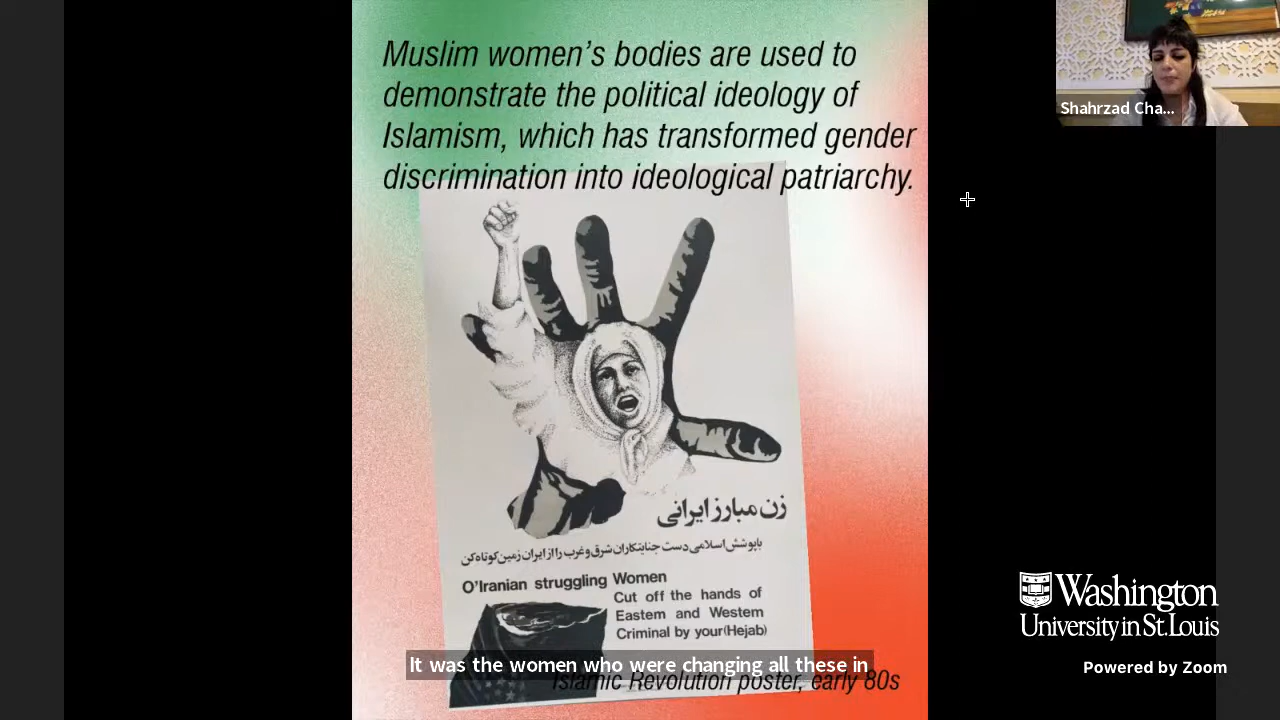 Muslim women's bodies are used to
demonstrate the political ideology of
Islamism, which has transformed gender
discrimination into ideological patriarchy.
Shahrzad Cha...
زن مبارز ایرانی
با پوشش اسلامی دست جنایتکاران شرق و غرب را از ایران زمین کوتاه کن
O'Iranian struggling Women
Cut off the hands of
Eastem and Westem
Criminal by your(Hejab)
It was the women who were changing all these in
Islamic Revolution poster, early 80s
Washington
University in St. Louis
Powered by Zoom